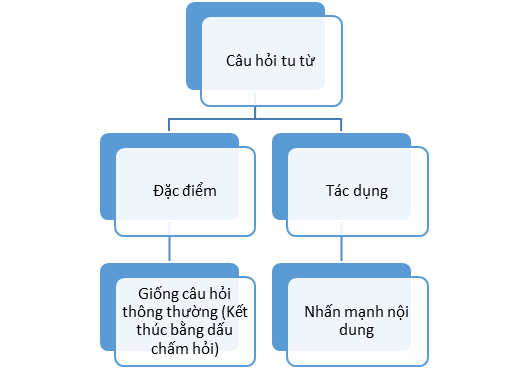 Câu hỏi tu từ
Đặc điểm
Tác dụng
Giống câu hỏi
thông thường (Kết
thúc bằng dấu
chấm hỏi)
Nhấn mạnh nội
dung